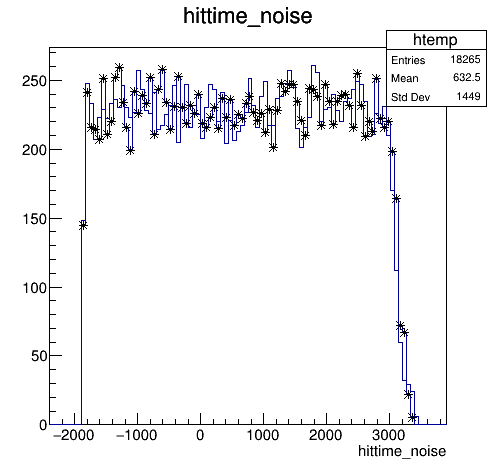 hittime_noise
htemp
Entries 18265
Mean 632.5
Std Dev 1449
250
200
150
100
50
0
−2000 −1000 0 1000 2000 3000
hittime_noise